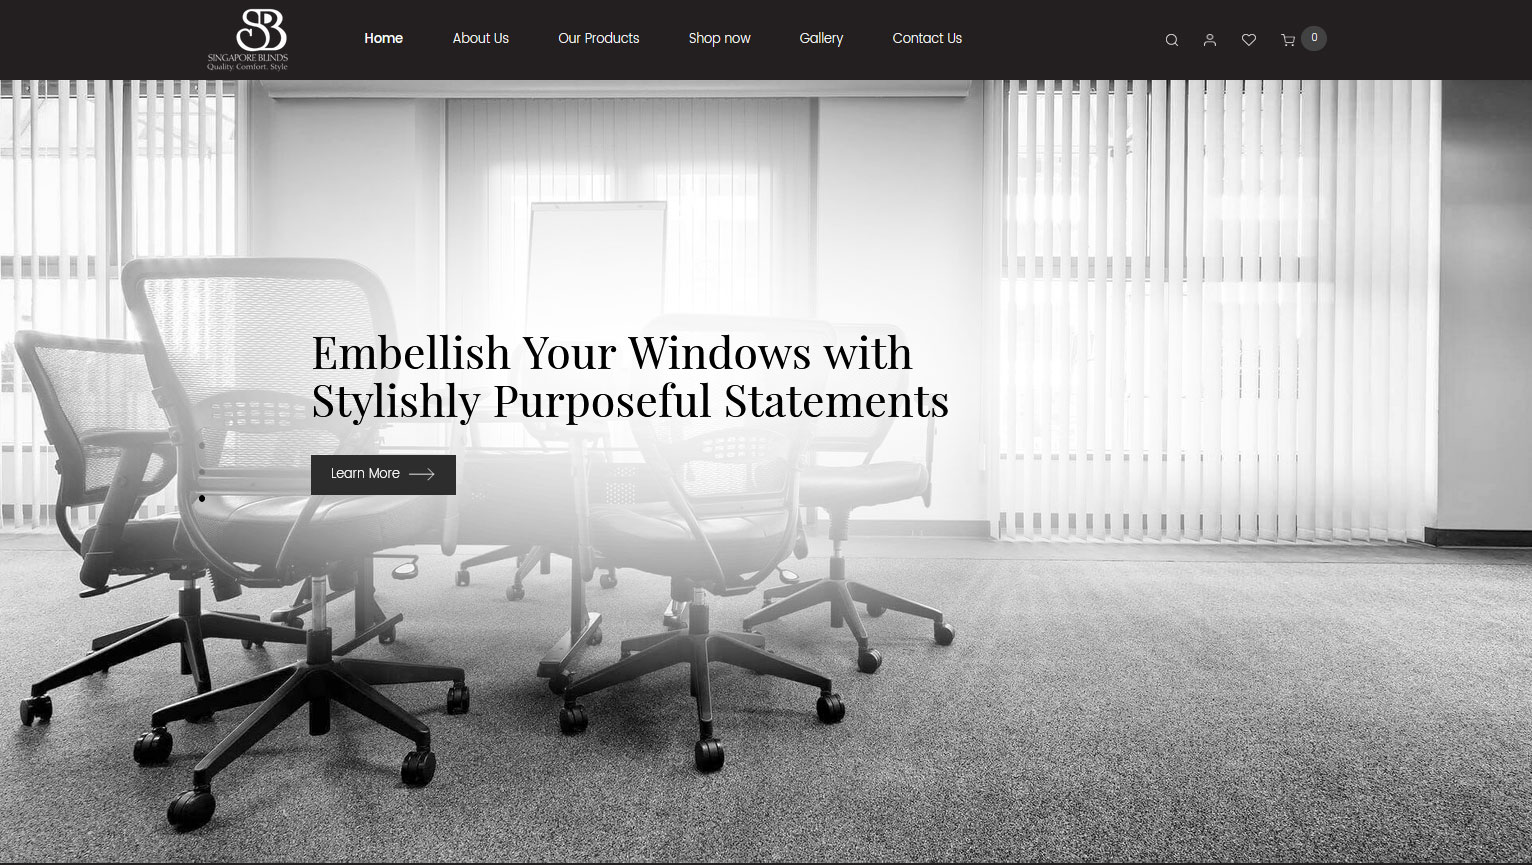 SB
SINGAPORE BLINDS
Quality. Comfort. Style
Home
About Us
Our Products
Shop now
Gallery
Contact Us
0
Embellish Your Windows with
Stylishly Purposeful Statements
Learn More